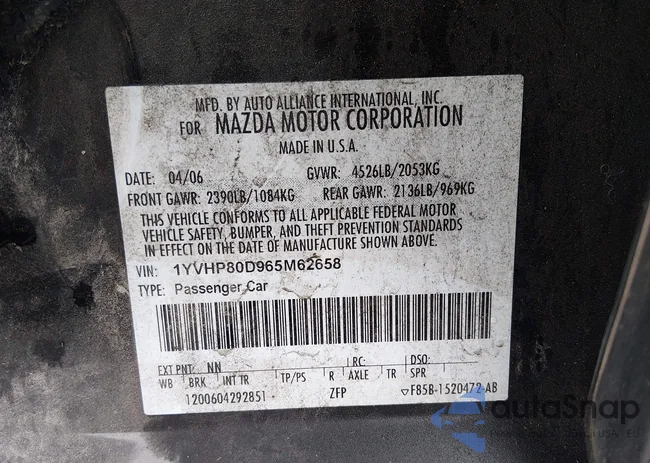 MFD. BY AUTO ALLIANCE INTERNATIONAL, INC.
FOR MAZDA MOTOR CORPORATION
MADE IN U.S.A.
DATE: 04/06 GVWR: 4526LB/2053KG
FRONT GAWR: 2390LB/1084KG REAR GAWR: 2136LB/969KG
THIS VEHICLE CONFORMS TO ALL APPLICABLE FEDERAL MOTOR
VEHICLE SAFETY, BUMPER, AND THEFT PREVENTION STANDARDS
IN EFFECT ON THE DATE OF MANUFACTURE SHOWN ABOVE.
VIN: 1YVHP80D965M62658
TYPE: Passenger Car
EXT PNT: NN RC: DSO:
WB BRK INT TR TP/PS R AXLE TR SPR
1200604292851 ZFP F85B-1520472-AB
autoSnap